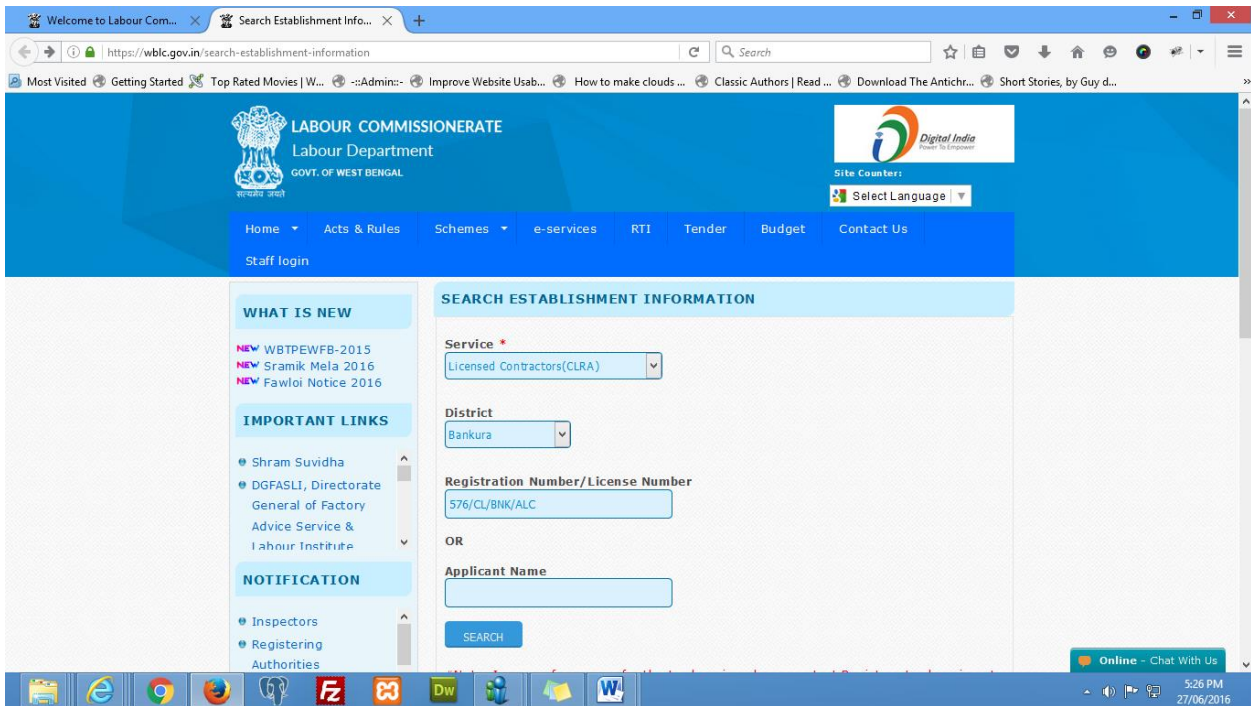 Welcome to Labour Com...
Search Establishment Info...
https://wblc.gov.in/search-establishment-information
Search
Most Visited
Getting Started
Top Rated Movies | W...
-::Admin::-
Improve Website Usab...
How to make clouds ...
Classic Authors | Read ...
Download The Antichr...
Short Stories, by Guy d...
LABOUR COMMISSIONERATE
Labour Department
GOVT. OF WEST BENGAL
सत्यमेव जयते
Digital India
Power To Empower
Site Counter:
Select Language
Home
Acts & Rules
Schemes
e-services
RTI
Tender
Budget
Contact Us
Staff login
WHAT IS NEW
NEW WBTPEWFB-2015
NEW Sramik Mela 2016
NEW Fawloi Notice 2016
IMPORTANT LINKS
Shram Suvidha
DGFASLI, Directorate
General of Factory
Advice Service &
Labour Institute
NOTIFICATION
Inspectors
Registering
Authorities
SEARCH ESTABLISHMENT INFORMATION
Service *
Licensed Contractors(CLRA)
District
Bankura
Registration Number/License Number
576/CL/BNK/ALC
OR
Applicant Name
SEARCH
Online - Chat With Us
Fz
Dw
W
5:26 PM
27/06/2016